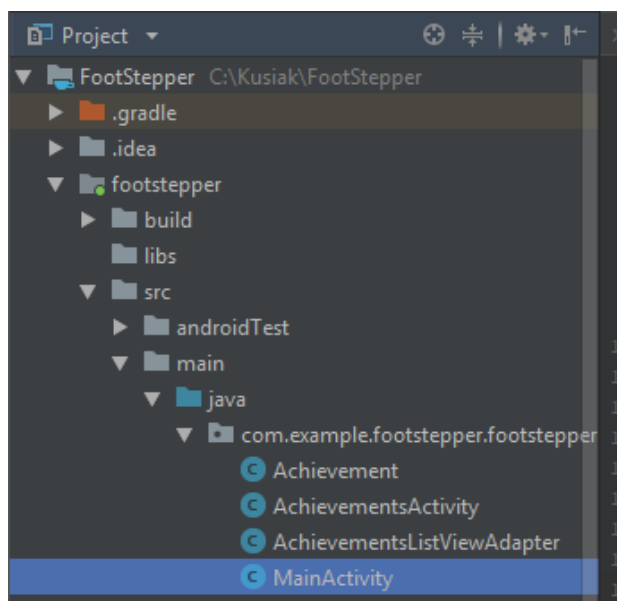 Project
FootStepper C:\Kusiak\FootStepper
.gradle
.idea
footstepper
build
libs
src
androidTest
main
java
com.example.footstepper.footstepper
Achievement
AchievementsActivity
AchievementsListViewAdapter
MainActivity